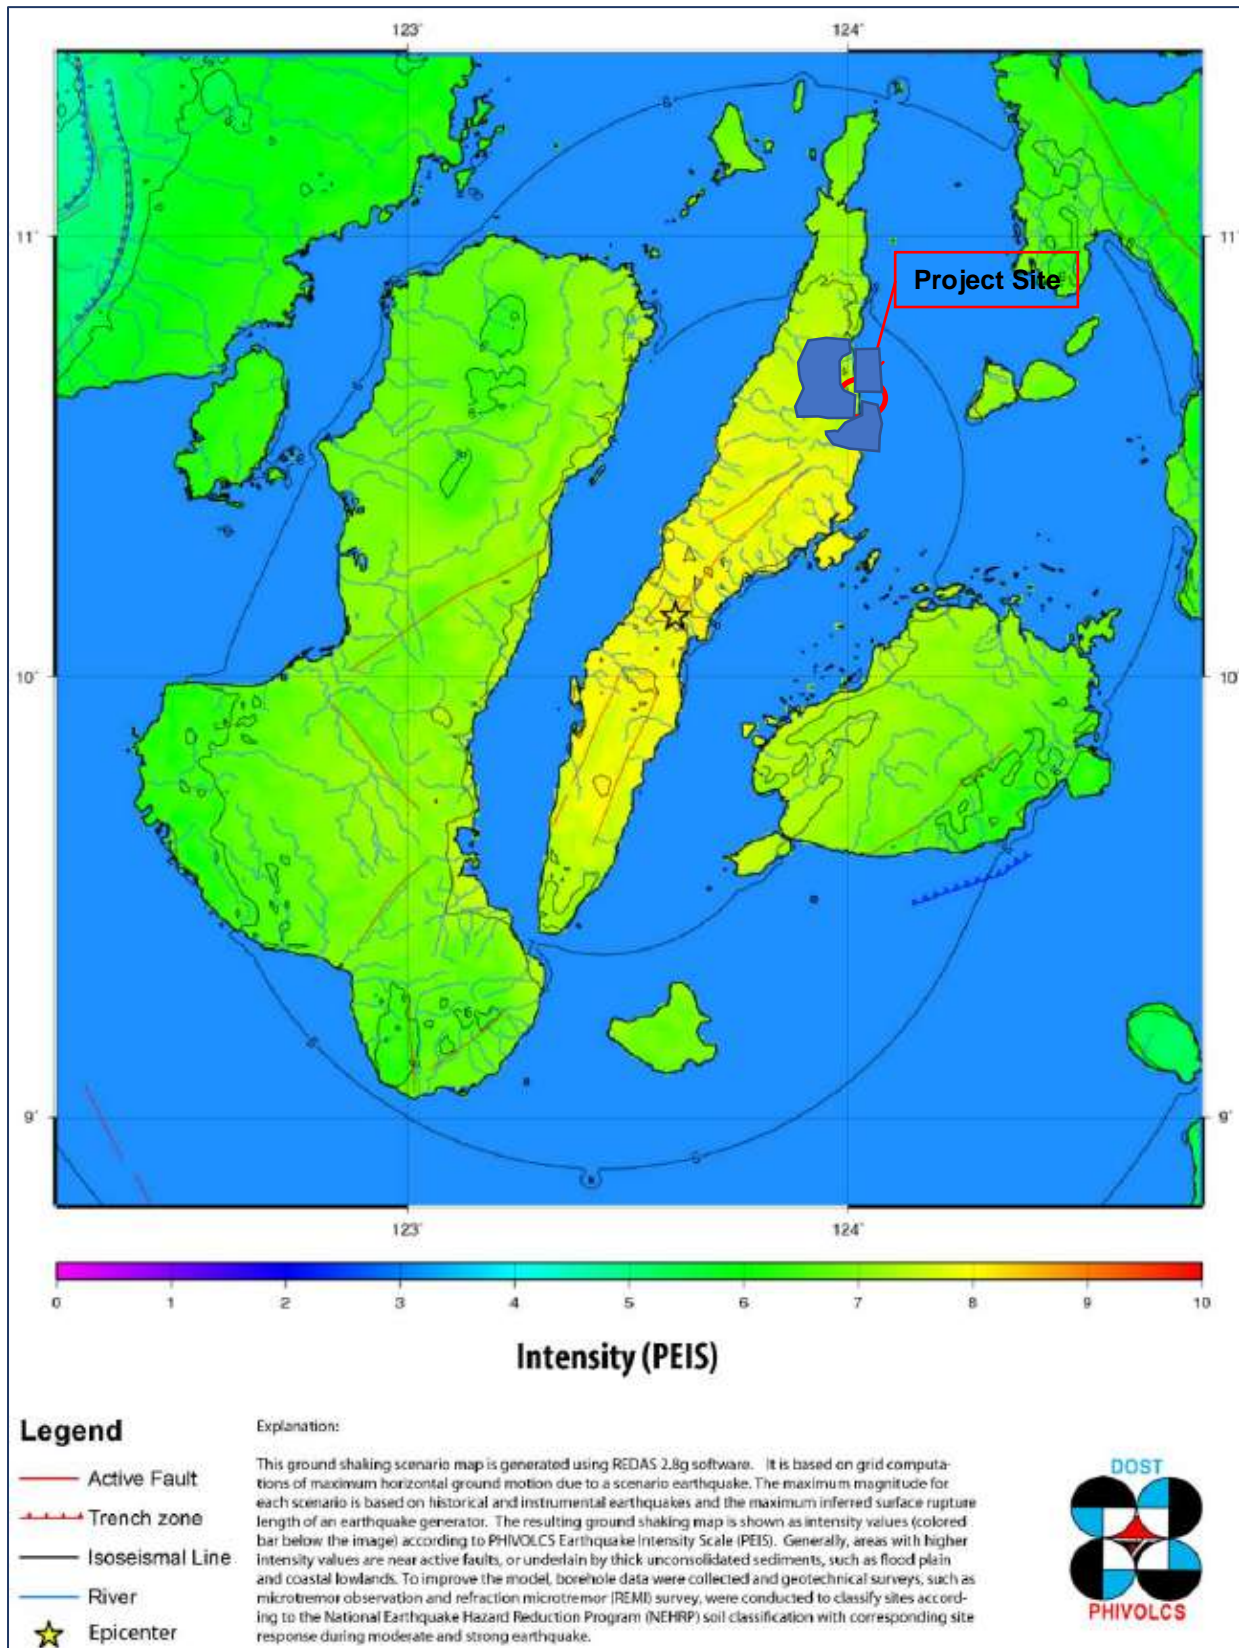 123°
124°
11°
11°
Project Site
10°
10°
9°
9°
123°
124°
0 1 2 3 4 5 6 7 8 9 10
Intensity (PEIS)
Legend
Active Fault
Trench zone
Isoseismal Line
River
Epicenter
Explanation:
This ground shaking scenario map is generated using REDAS 2.8g software. It is based on grid computa-
tions of maximum horizontal ground motion due to a scenario earthquake. The maximum magnitude for
each scenario is based on historical and instrumental earthquakes and the maximum inferred surface rupture
length of an earthquake generator. The resulting ground shaking map is shown as intensity values (colored
bar below the image) according to PHIVOLCS Earthquake Intensity Scale (PEIS). Generally, areas with higher
intensity values are near active faults, or underlain by thick unconsolidated sediments, such as flood plain
and coastal lowlands. To improve the model, borehole data were collected and geotechnical surveys, such as
microtremor observation and refraction microtremor (REMI) survey, were conducted to classify sites accord-
ing to the National Earthquake Hazard Reduction Program (NEHRP) soil classification with corresponding site
response during moderate and strong earthquake.
DOST
PHIVOLCS